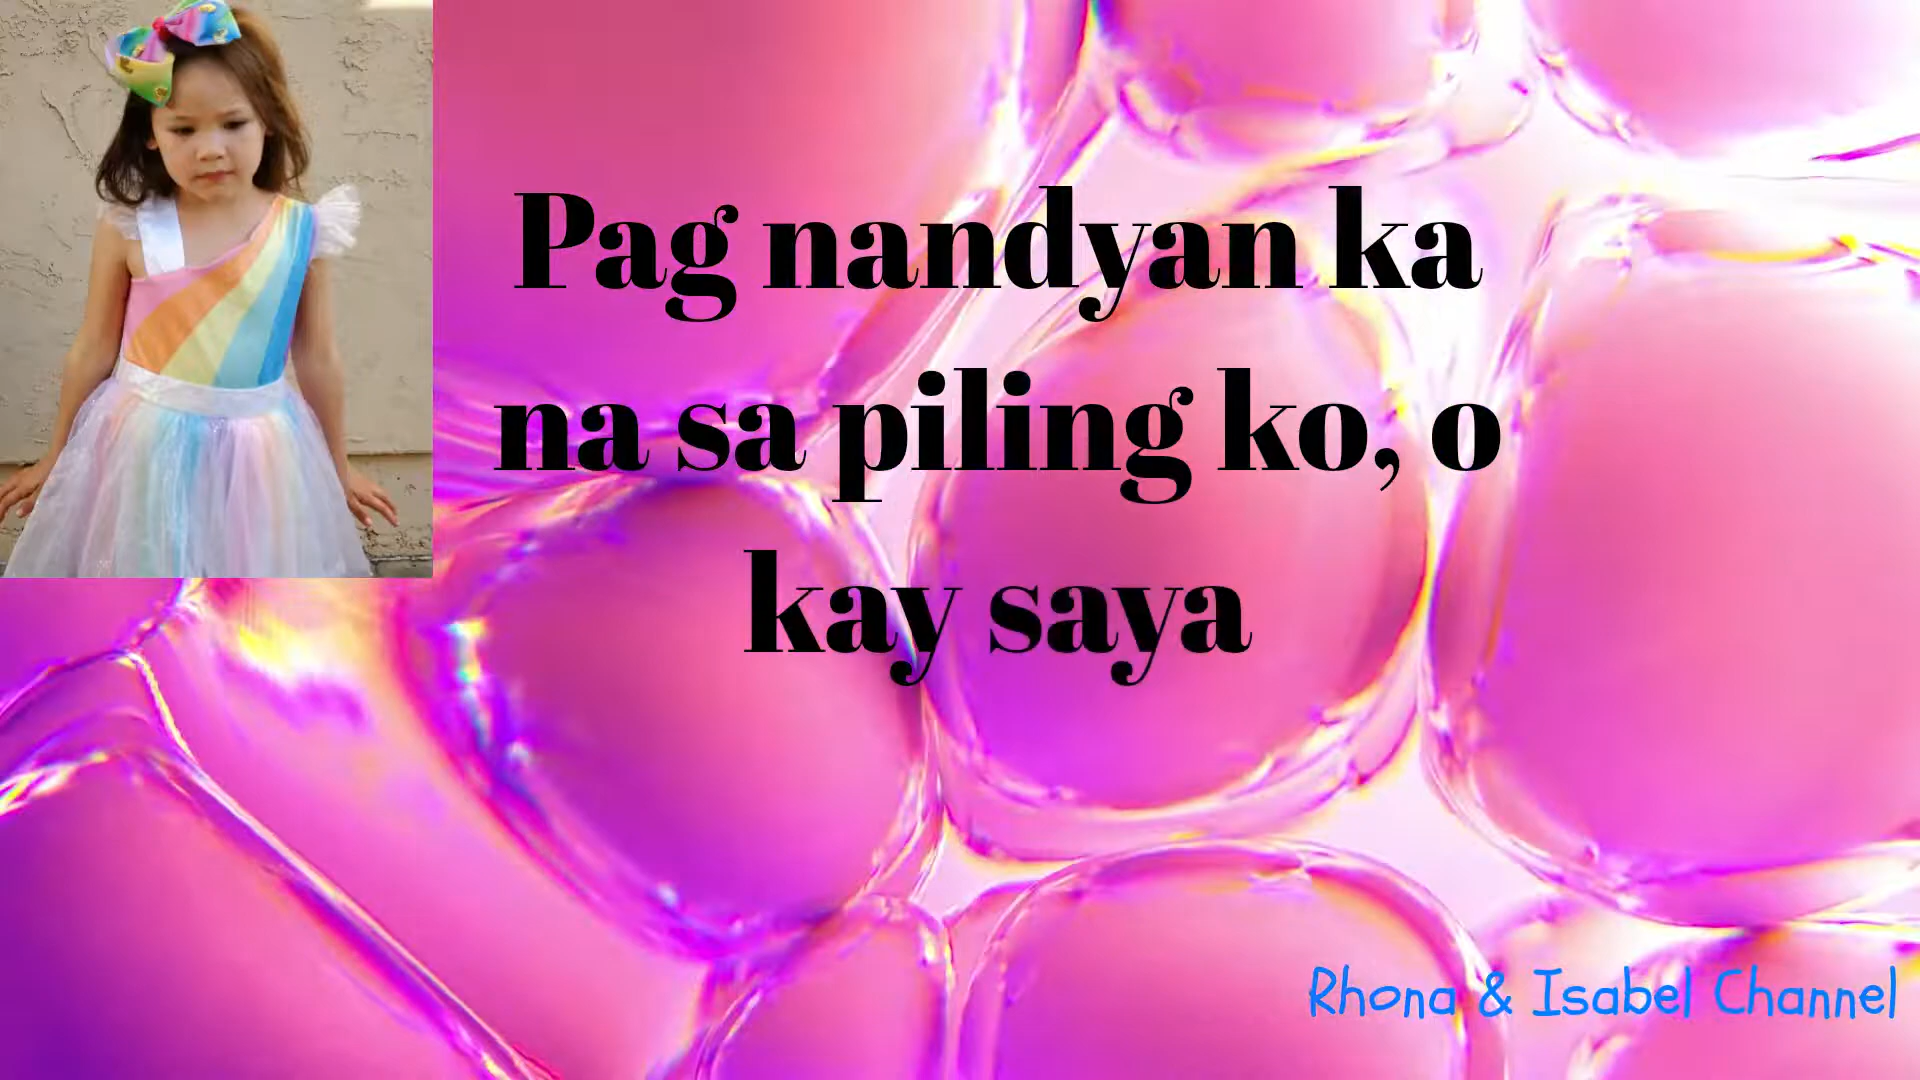 Pag nandyan ka
na sa piling ko, o
kay saya
Rhona & Isabel Channel